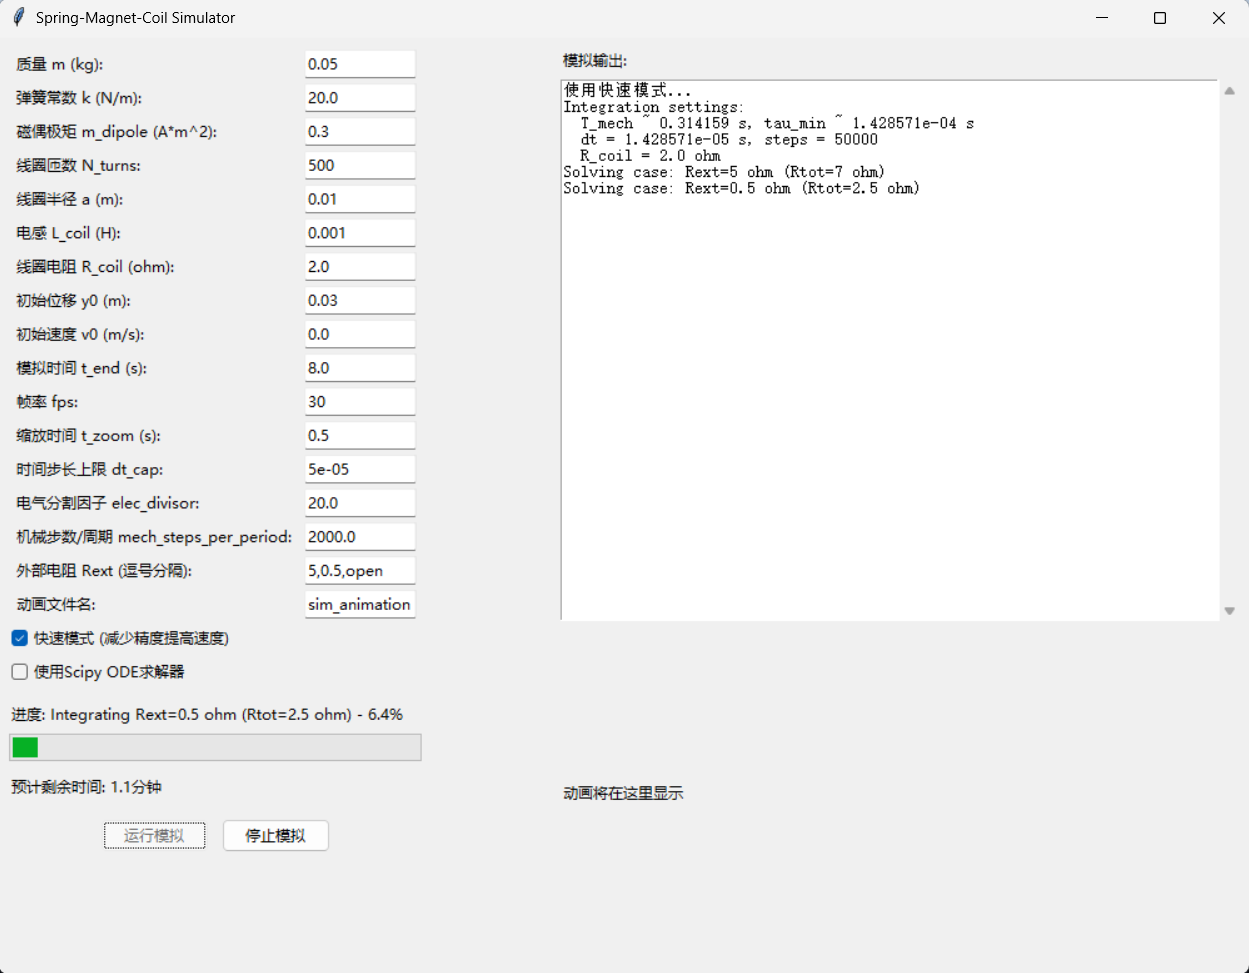 Spring-Magnet-Coil Simulator
质量 m (kg): 0.05
弹簧常数 k (N/m): 20.0
磁偶极矩 m_dipole (A*m^2): 0.3
线圈匝数 N_turns: 500
线圈半径 a (m): 0.01
电感 L_coil (H): 0.001
线圈电阻 R_coil (ohm): 2.0
初始位移 y0 (m): 0.03
初始速度 v0 (m/s): 0.0
模拟时间 t_end (s): 8.0
帧率 fps: 30
缩放时间 t_zoom (s): 0.5
时间步长上限 dt_cap: 5e-05
电气分割因子 elec_divisor: 20.0
机械步数/周期 mech_steps_per_period: 2000.0
外部电阻 Rext (逗号分隔): 5,0.5,open
动画文件名: sim_animation
快速模式 (减少精度提高速度)
使用Scipy ODE求解器
进度: Integrating Rext=0.5 ohm (Rtot=2.5 ohm) - 6.4%
预计剩余时间: 1.1分钟
运行模拟 停止模拟
模拟输出:
使用快速模式...
Integration settings:
T_mech ~ 0.314159 s, tau_min ~ 1.428571e-04 s
dt = 1.428571e-05 s, steps = 50000
R_coil = 2.0 ohm
Solving case: Rext=5 ohm (Rtot=7 ohm)
Solving case: Rext=0.5 ohm (Rtot=2.5 ohm)
动画将在这里显示